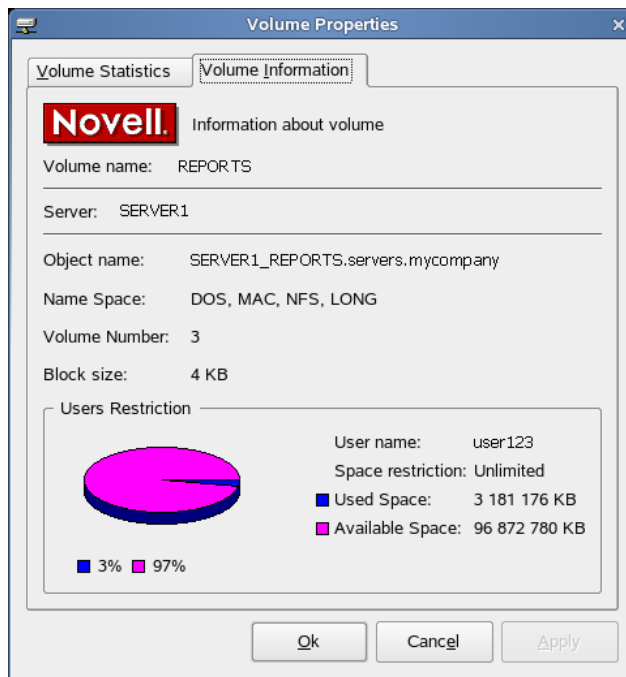 Volume Properties
Volume Statistics
Volume Information
Novell.
Information about volume
Volume name: REPORTS
Server: SERVER1
Object name: SERVER1_REPORTS.servers.mycompany
Name Space: DOS, MAC, NFS, LONG
Volume Number: 3
Block size: 4 KB
Users Restriction
User name: user123
Space restriction: Unlimited
Used Space: 3 181 176 KB
Available Space: 96 872 780 KB
3% 97%
Ok Cancel Apply